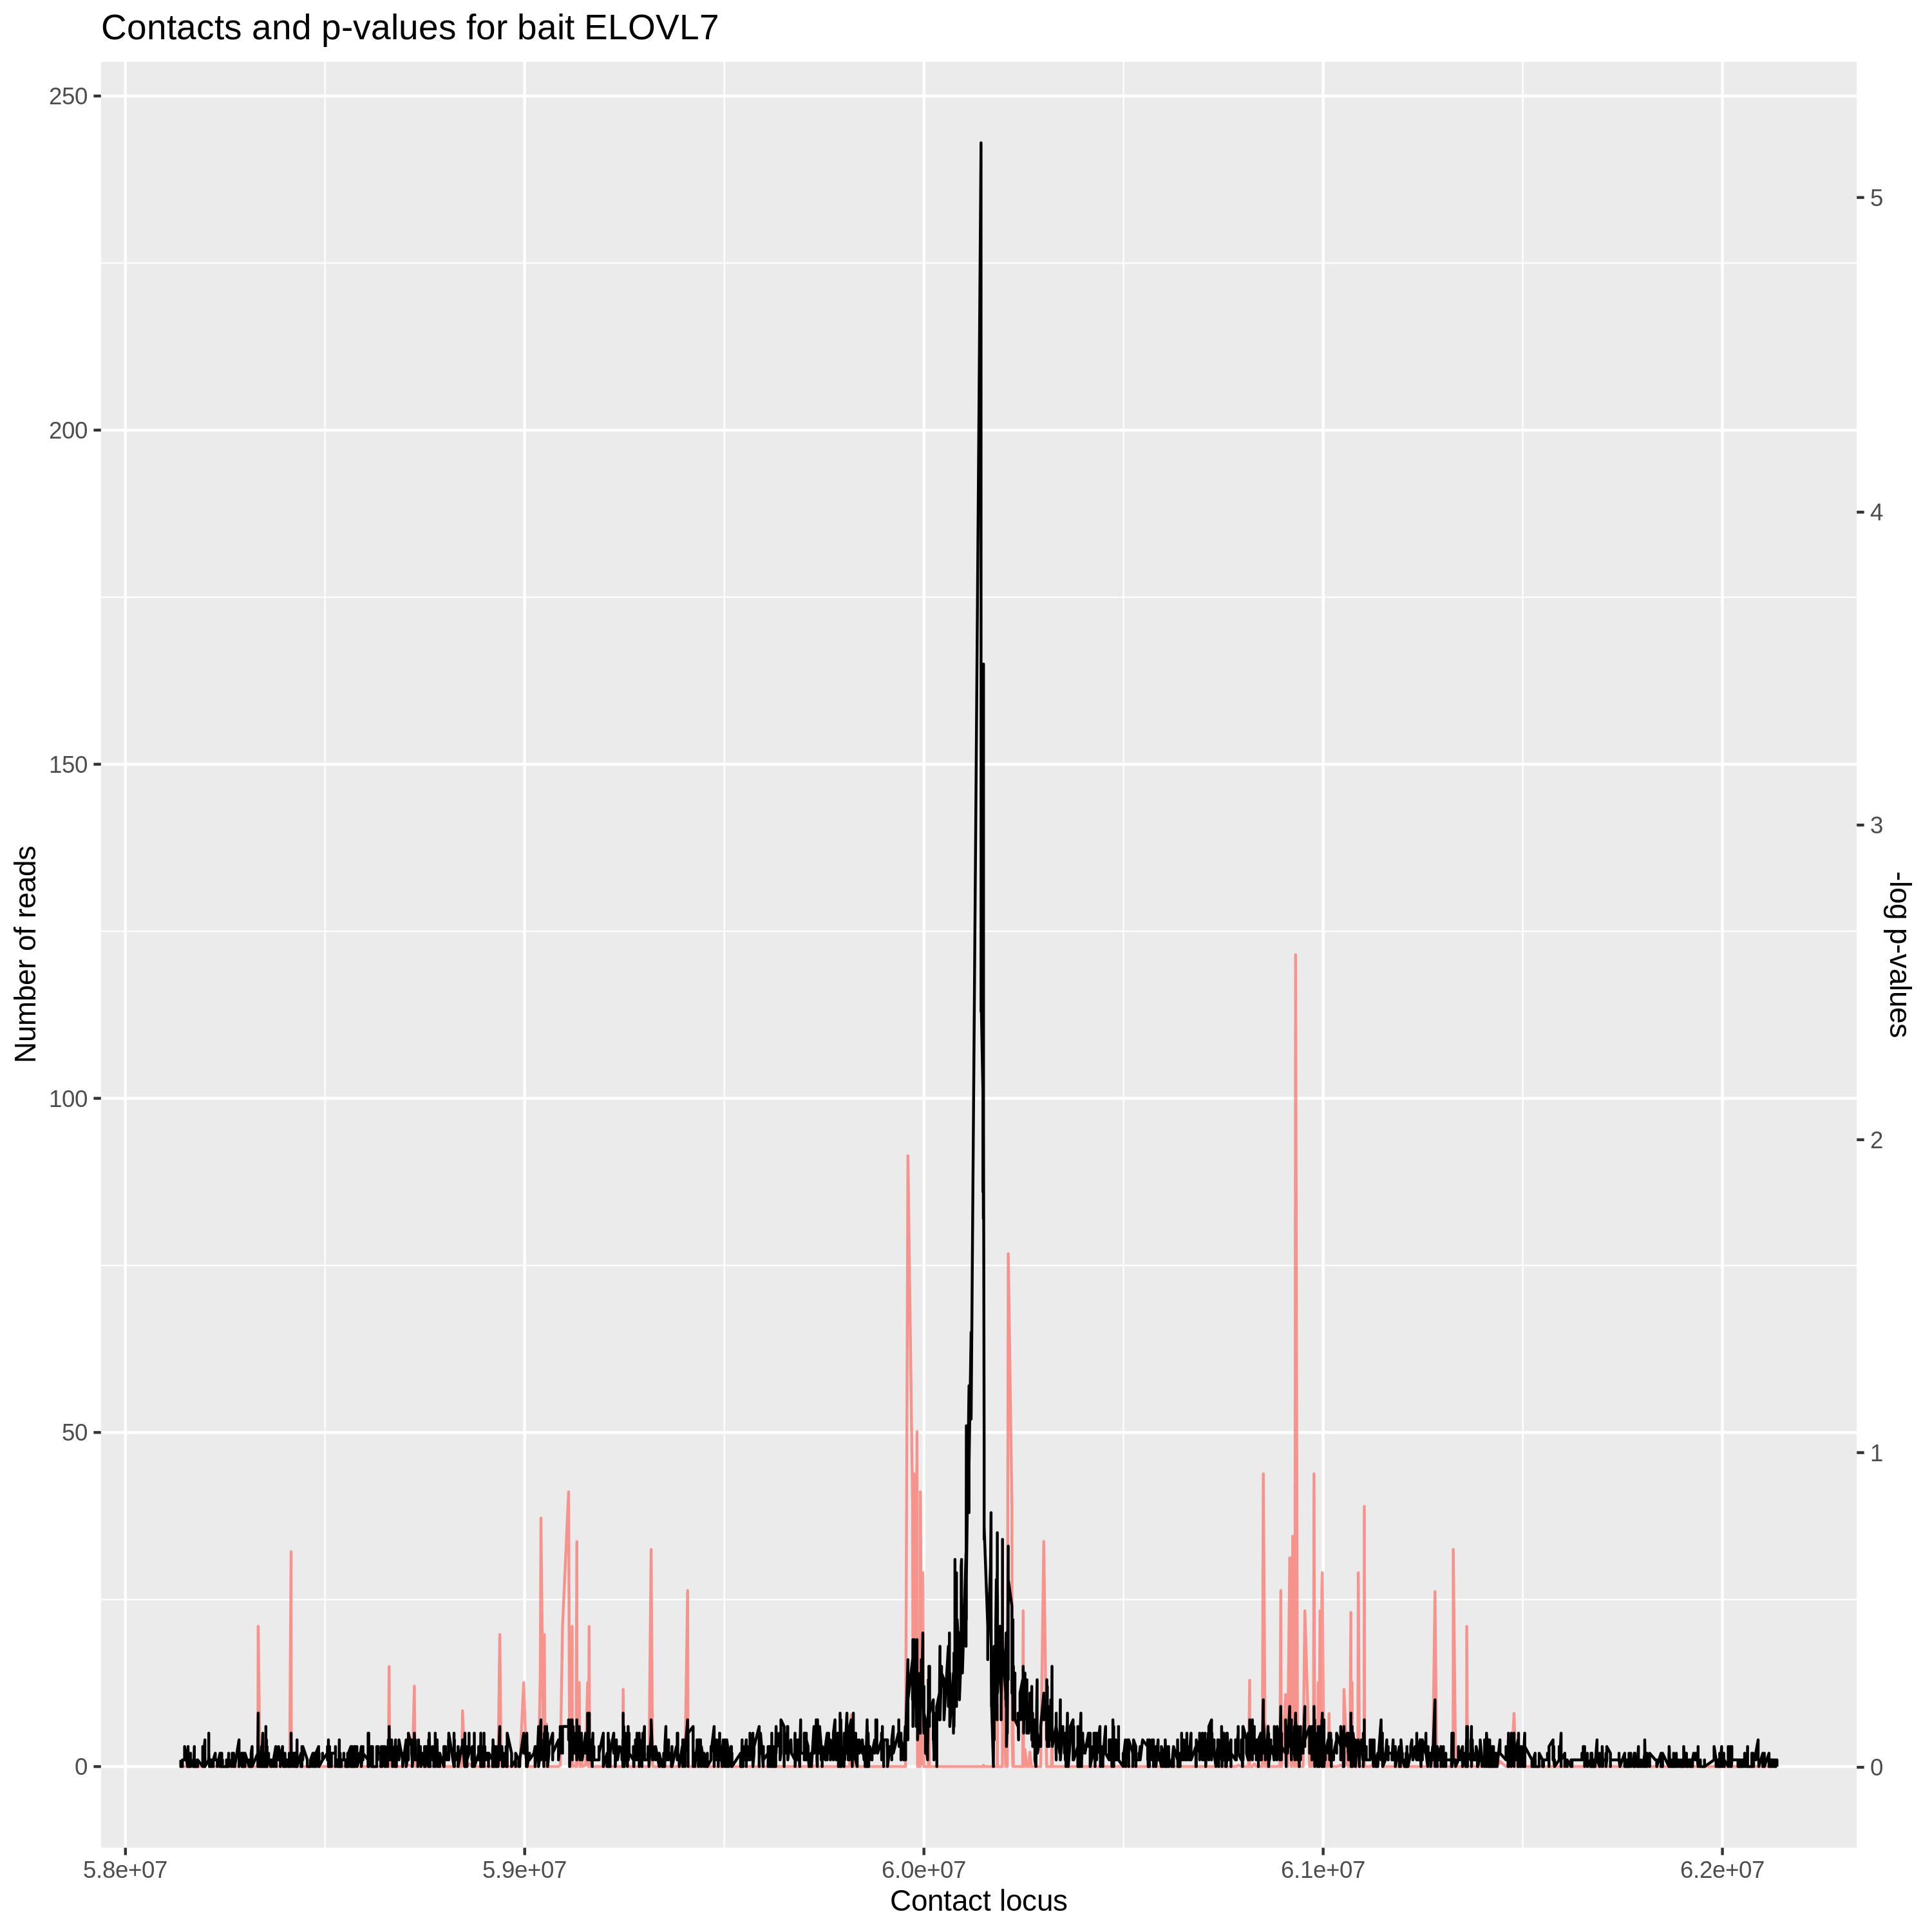 Contacts and p-values for bait ELOVL7
250
200
150
100
50
0
Number of reads
5
4
3
2
1
0
-log p-values
5.8e+07 5.9e+07 6.0e+07 6.1e+07 6.2e+07
Contact locus